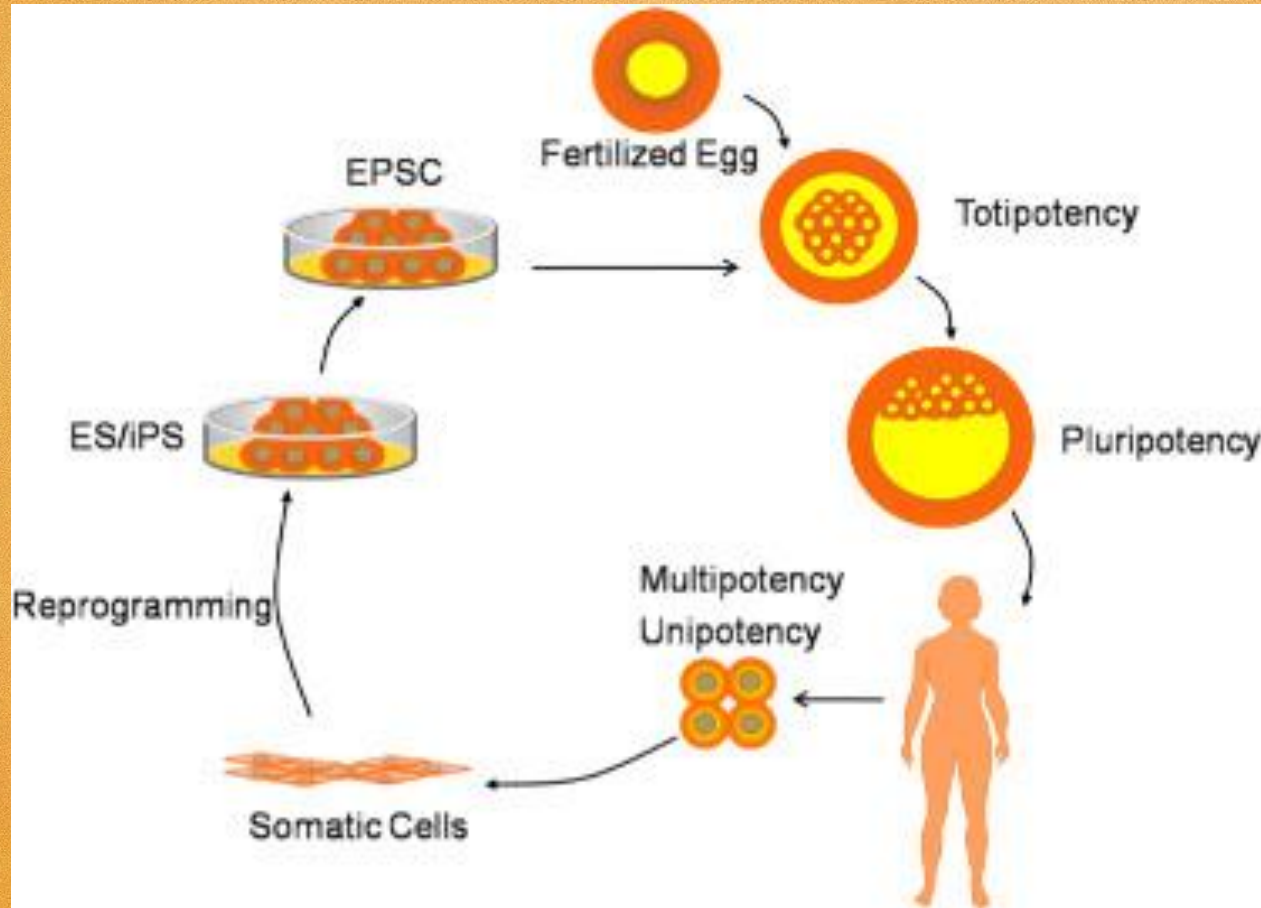 Fertilized Egg
EPSC
Totipotency
ES/iPS
Pluripotency
Multipotency
Unipotency
Reprogramming
Somatic Cells